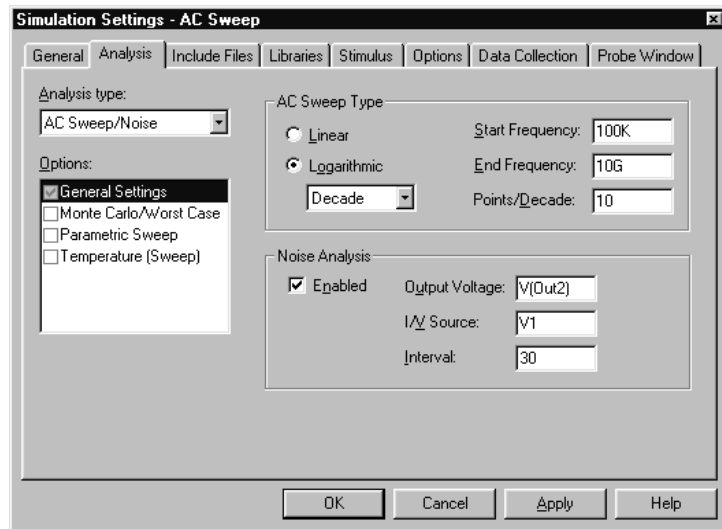 Simulation Settings - AC Sweep
General Analysis Include Files Libraries Stimulus Options Data Collection Probe Window
Analysis type:
AC Sweep/Noise
Options:
General Settings
Monte Carlo/Worst Case
Parametric Sweep
Temperature (Sweep)
AC Sweep Type
Linear
Logarithmic
Decade
Start Frequency: 100K
End Frequency: 10G
Points/Decade: 10
Noise Analysis
Enabled
Output Voltage: V(Out2)
I/V Source: V1
Interval: 30
OK Cancel Apply Help